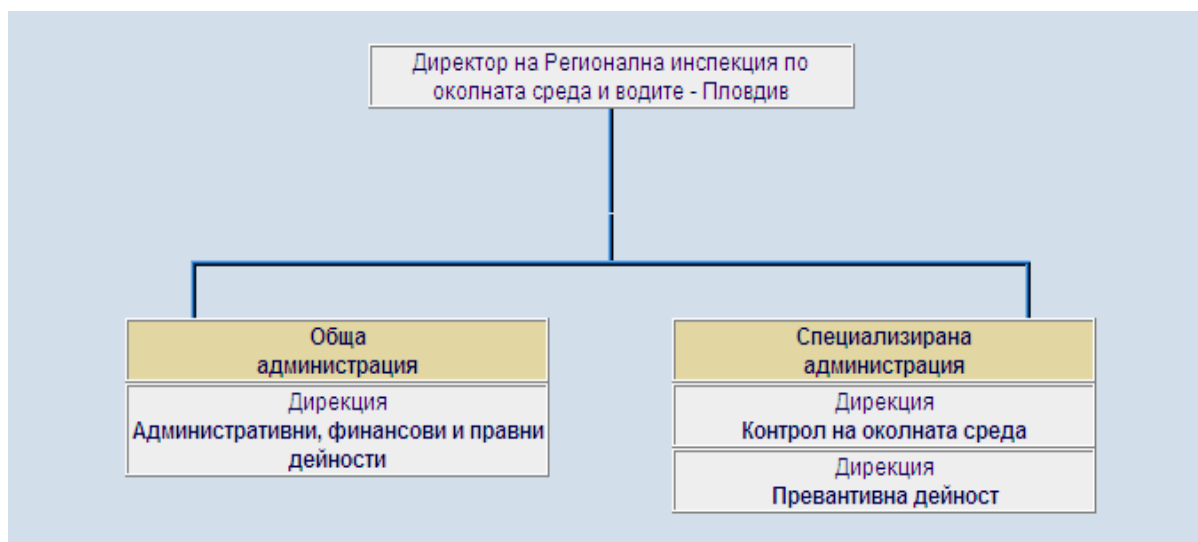 Директор на Регионална инспекция по
околната среда и водите - Пловдив
Обща
администрация
Дирекция
Административни, финансови и правни
дейности
Специализирана
администрация
Дирекция
Контрол на околната среда
Дирекция
Превантивна дейност